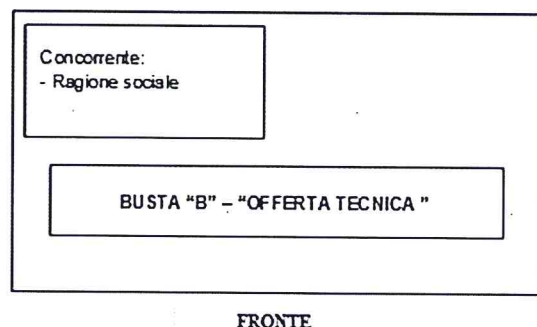 Concorrente:
- Ragione sociale
BUSTA “B” – “OFFERTA TECNICA ”
FRONTE